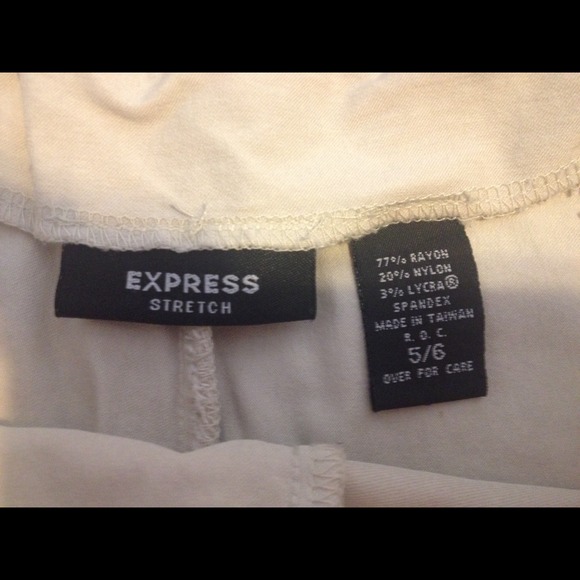 EXPRESS
STRETCH
77% RAYON
20% NYLON
3% LYCRA®
SPANDEX
MADE IN TAIWAN
R. O. C.
5/6
OVER FOR CARE